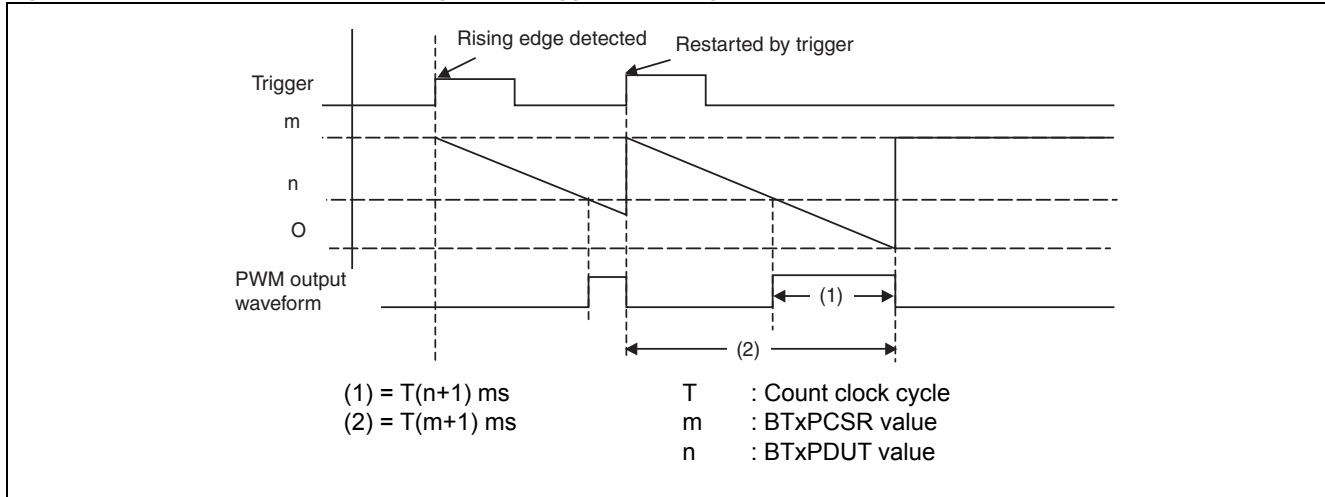 Rising edge detected
Restarted by trigger
Trigger
m
n
O
PWM output
waveform
(1)
(2)
(1) = T(n+1) ms
(2) = T(m+1) ms
T : Count clock cycle
m : BTxPCSR value
n : BTxPDUT value